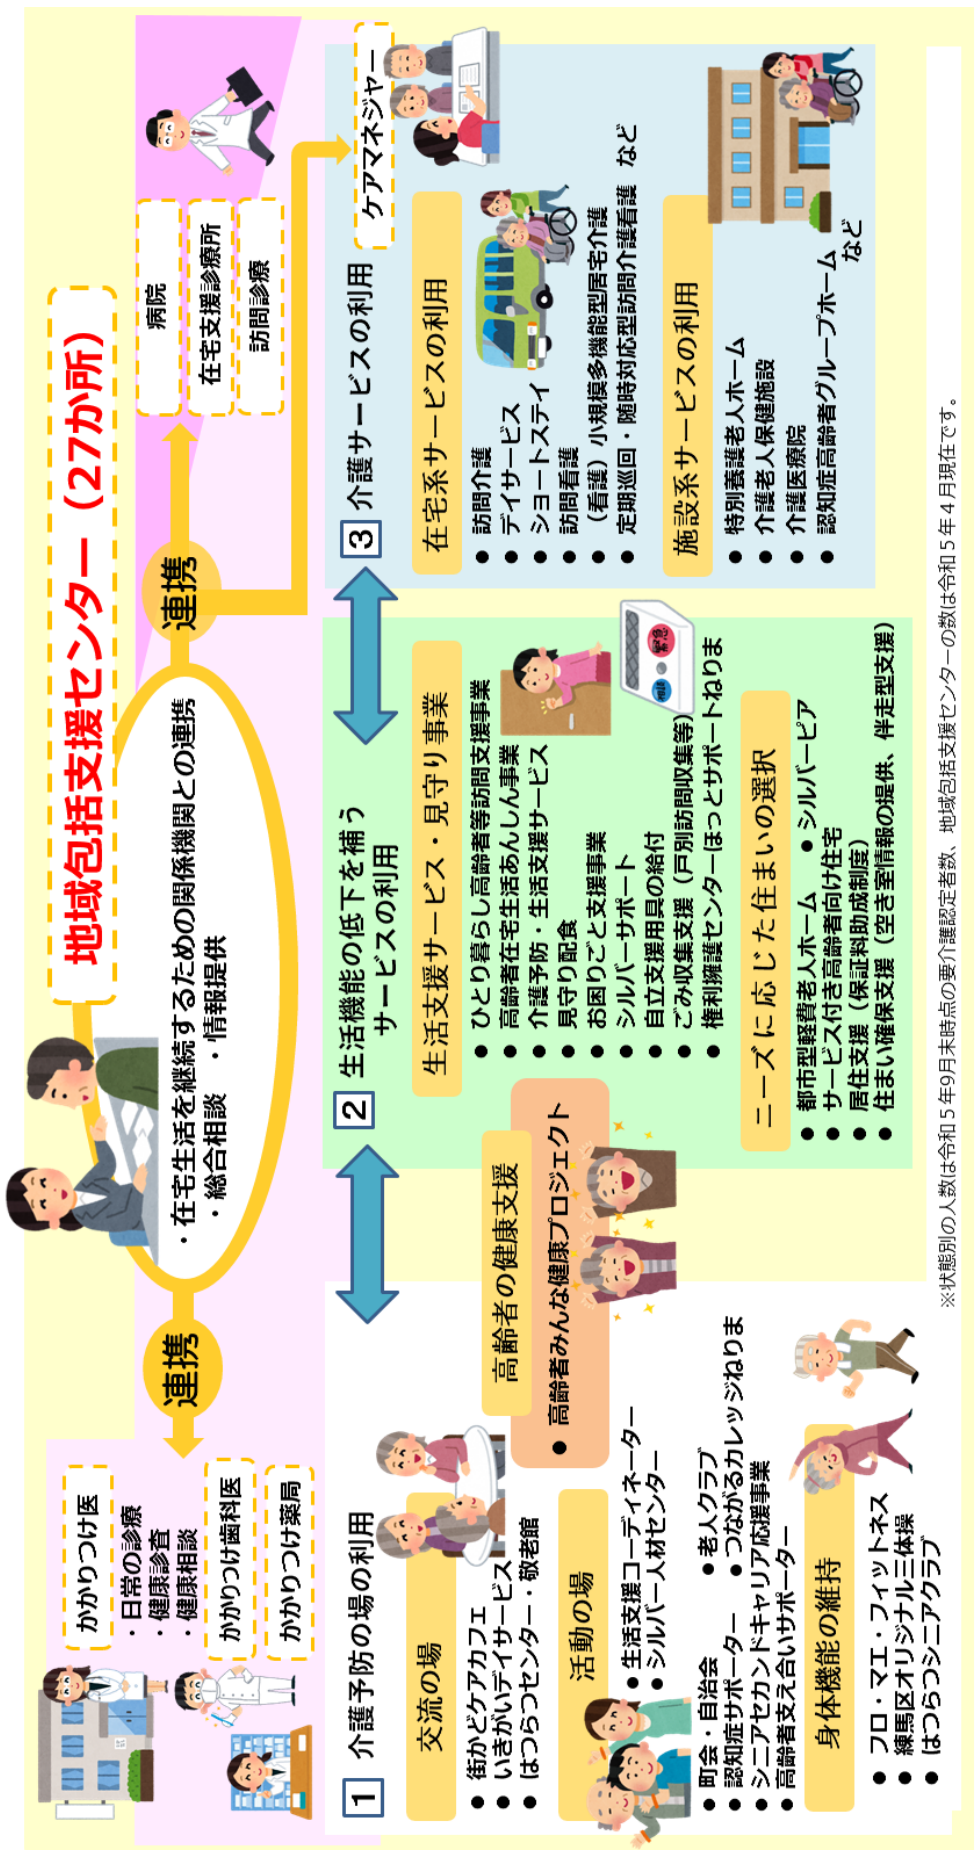 地域包括支援センター（27か所）
・在宅生活を継続するための関係機関との連携
・総合相談　・情報提供
連携
かかりつけ医
・日常の診療
・健康診査
・健康相談
かかりつけ歯科医
かかりつけ薬局
連携
病院
在宅支援診療所
訪問診療
ケアマネジャー
1 介護予防の場の利用
交流の場
● 街かどケアカフェ
● いきがいデイサービス
● はつらつセンター・敬老館
活動の場
● 生活支援コーディネーター
● シルバー人材センター
● 町会・自治会　● 老人クラブ
● 認知症サポーター　● つながるカレッジねりま
● シニアセカンドキャリア応援事業
● 高齢者支え合いサポーター
身体機能の維持
● フロ・マエ・フィットネス
● 練馬区オリジナル三体操
● はつらつシニアクラブ
高齢者の健康支援
● 高齢者みんな健康プロジェクト
2 生活機能の低下を補う
サービスの利用
生活支援サービス・見守り事業
● ひとり暮らし高齢者等訪問支援事業
● 高齢者在宅生活あんしん事業
● 介護予防・生活支援サービス
● 見守り配食
● お困りごと支援事業
● シルバーサポート
● 自立支援用具の給付
● ごみ収集支援（戸別訪問収集等）
● 権利擁護センターほっとサポートねりま
相談
緊急
ニーズに応じた住まいの選択
● 都市型軽費老人ホーム　● シルバーピア
● サービス付き高齢者向け住宅
● 居住支援（保証料助成制度）
● 住まい確保支援（空き室情報の提供、伴走型支援）
3 介護サービスの利用
在宅系サービスの利用
● 訪問介護
● デイサービス
● ショートステイ
● 訪問看護
● （看護）小規模多機能型居宅介護
● 定期巡回・随時対応型訪問介護看護　など
施設系サービスの利用
● 特別養護老人ホーム
● 介護老人保健施設
● 介護医療院
● 認知症高齢者グループホーム
など
※状態別の人数は令和５年9月末時点の要介護認定者数、地域包括支援センターの数は令和５年４月現在です。